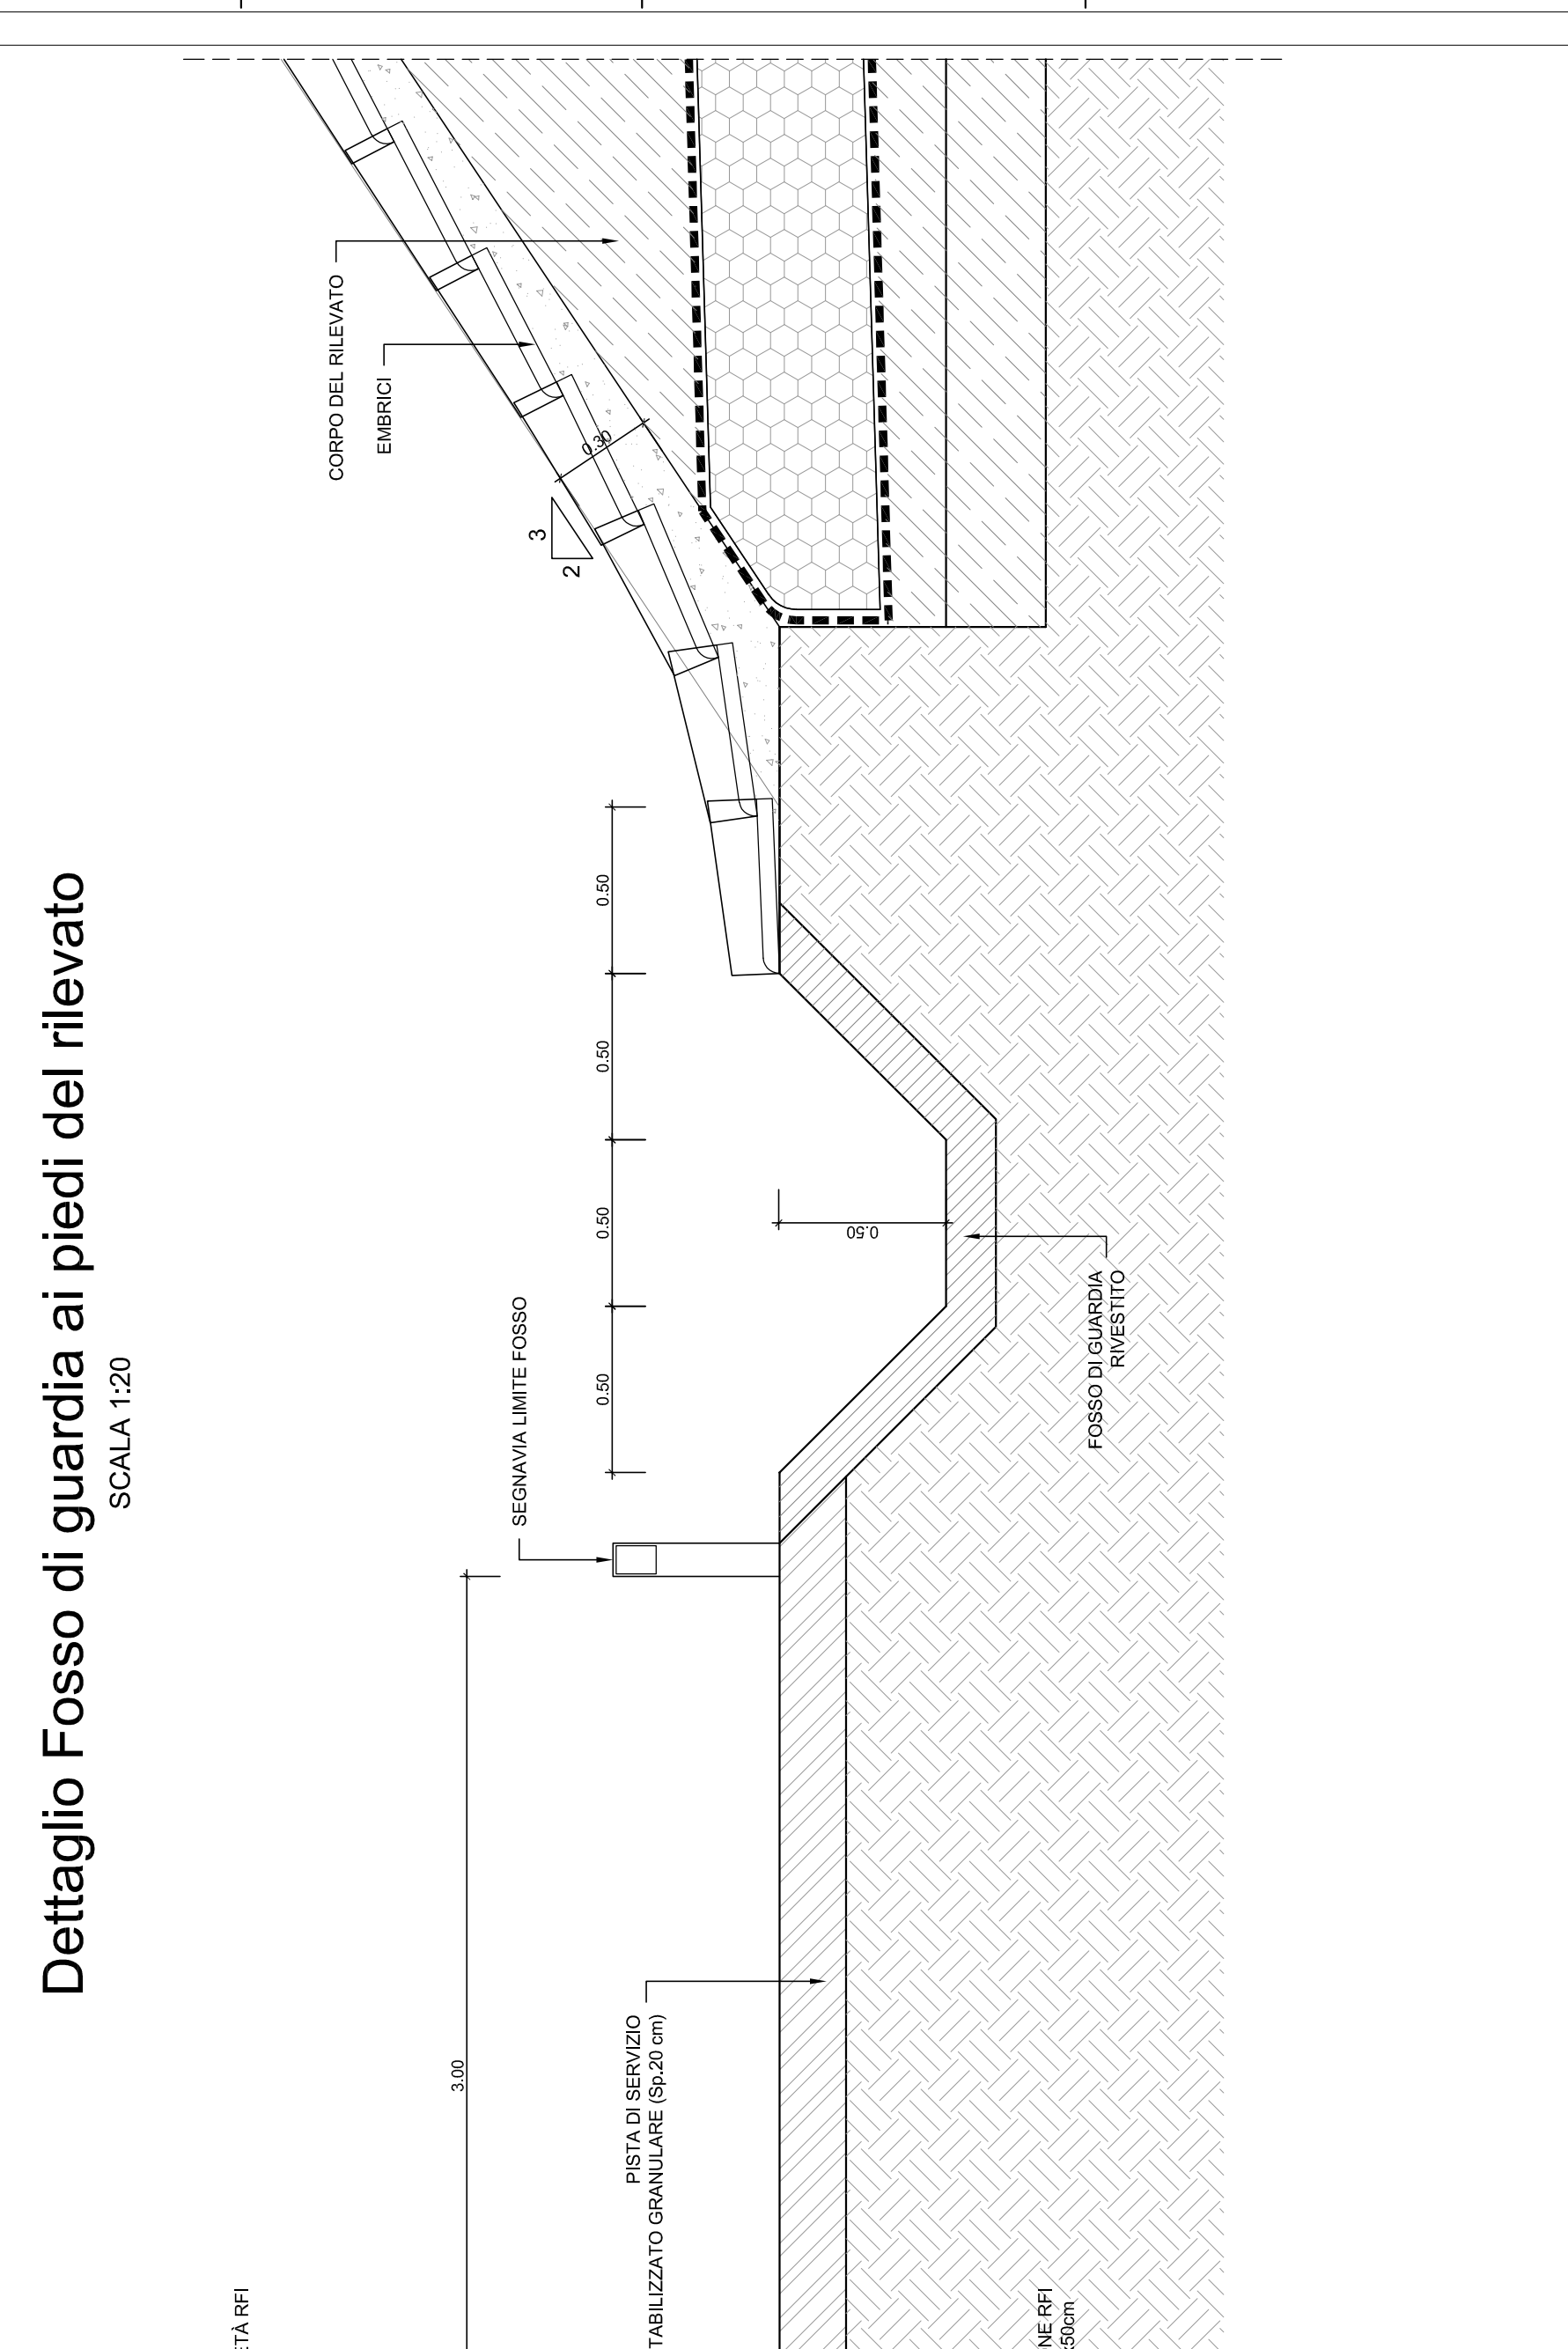 Dettaglio Fosso di guardia ai piedi del rilevato
SCALA 1:20
ETÀ RFI
CORPO DEL RILEVATO
EMBRICI
3.00
SEGNAVIA LIMITE FOSSO
3
2
0.30
0.50
0.50
0.50
0.50
PISTA DI SERVIZIO
TABILIZZATO GRANULARE (Sp.20 cm)
0.50
NE RFI
50cm
FOSSO DI GUARDIA
RIVESTITO